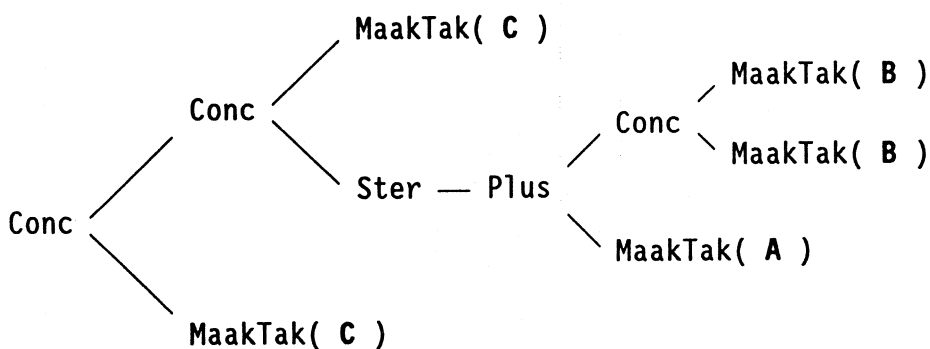 MaakTak( C )
MaakTak( B )
Conc
Conc
MaakTak( B )
Ster — Plus
Conc
MaakTak( A )
MaakTak( C )